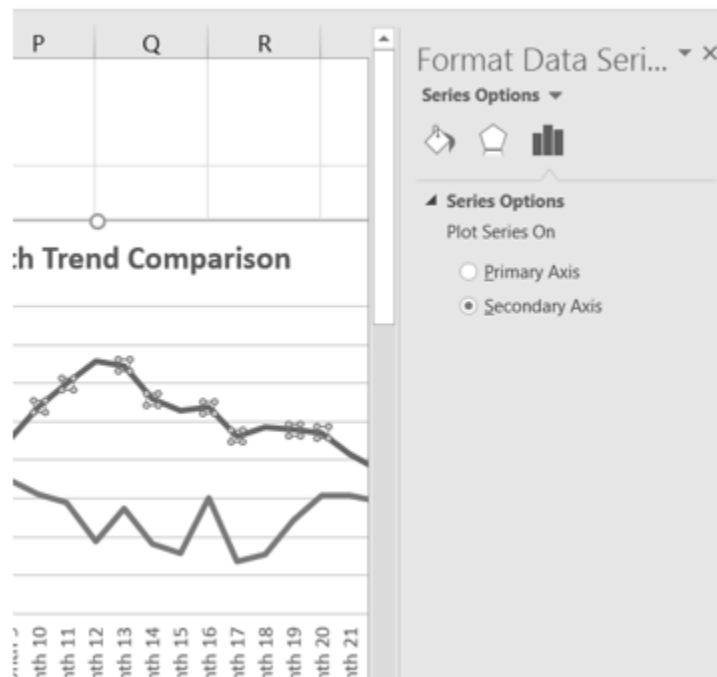 P Q R
Format Data Seri...
Series Options
Series Options
Plot Series On
Primary Axis
Secondary Axis
th Trend Comparison
nth 10
nth 11
nth 12
nth 13
nth 14
nth 15
nth 16
nth 17
nth 18
nth 19
nth 20
nth 21